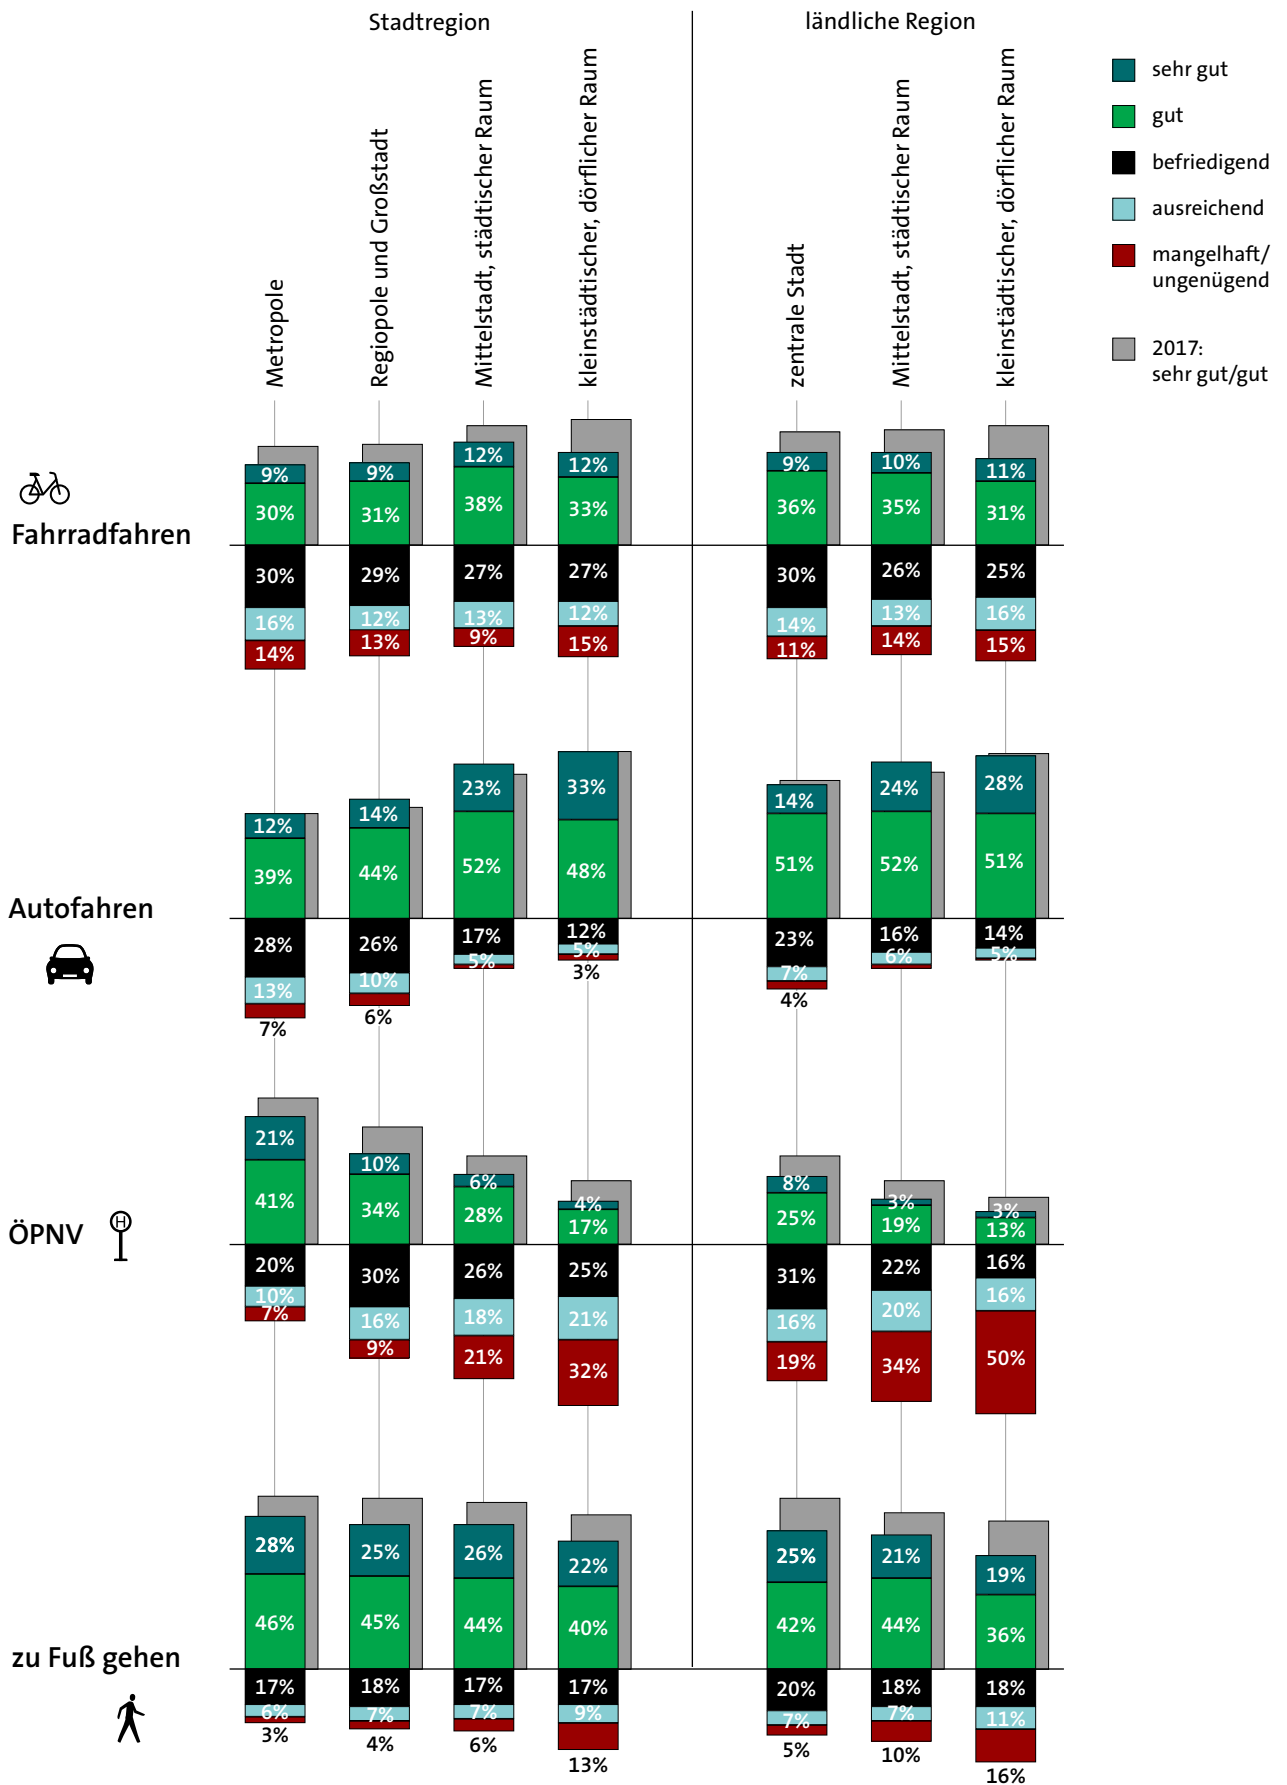 Stadtregion
ländliche Region
Metropole
Regiopole und Großstadt
Mittelstadt, städtischer Raum
kleinstädtischer, dörflicher Raum
zentrale Stadt
Mittelstadt, städtischer Raum
kleinstädtischer, dörflicher Raum
sehr gut
gut
befriedigend
ausreichend
mangelhaft/
ungenügend
2017:
sehr gut/gut
Fahrradfahren
9% 9% 12% 12% 9% 10% 11%
30% 31% 38% 33% 36% 35% 31%
30% 29% 27% 27% 30% 26% 25%
16% 12% 13% 12% 14% 13% 16%
14% 13% 9% 15% 11% 14% 15%
Autofahren
12% 14% 23% 33% 14% 24% 28%
39% 44% 52% 48% 51% 52% 51%
28% 26% 17% 12% 23% 16% 14%
13% 10% 5% 5% 7% 6% 5%
7% 6% 3% 4%
ÖPNV
H
21% 10% 6% 4% 8% 3% 3%
41% 34% 28% 17% 25% 19% 13%
20% 30% 26% 25% 31% 22% 16%
10% 16% 18% 21% 16% 20% 16%
7% 9% 21% 32% 19% 34% 50%
zu Fuß gehen
28% 25% 26% 22% 25% 21% 19%
46% 45% 44% 40% 42% 44% 36%
17% 18% 17% 17% 20% 18% 18%
6% 7% 7% 9% 7% 7% 11%
3% 4% 6% 13% 5% 10% 16%